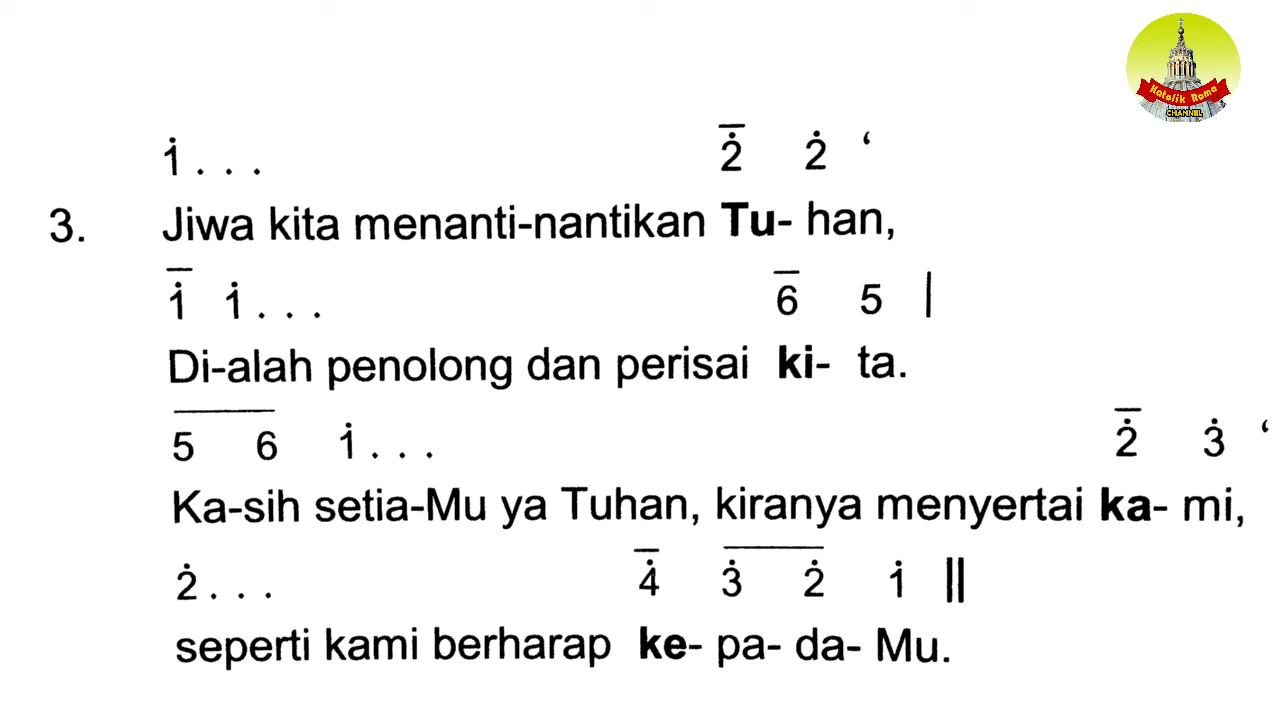 Katolik Roma
CHANNEL
1̇ . . . 2̇̅ 2̇ ‘
3. Jiwa kita menanti-nantikan Tu- han,
1̇̅ 1̇ . . . 6̅ 5 |
Di-alah penolong dan perisai ki- ta.
5̅ 6̅ 1̇ . . . 2̇̅ 3̇ ‘
Ka-sih setia-Mu ya Tuhan, kiranya menyertai ka- mi,
2̇ . . . 4̇̅ 3̇̅ 2̇̅ 1̇ ||
seperti kami berharap ke- pa- da- Mu.